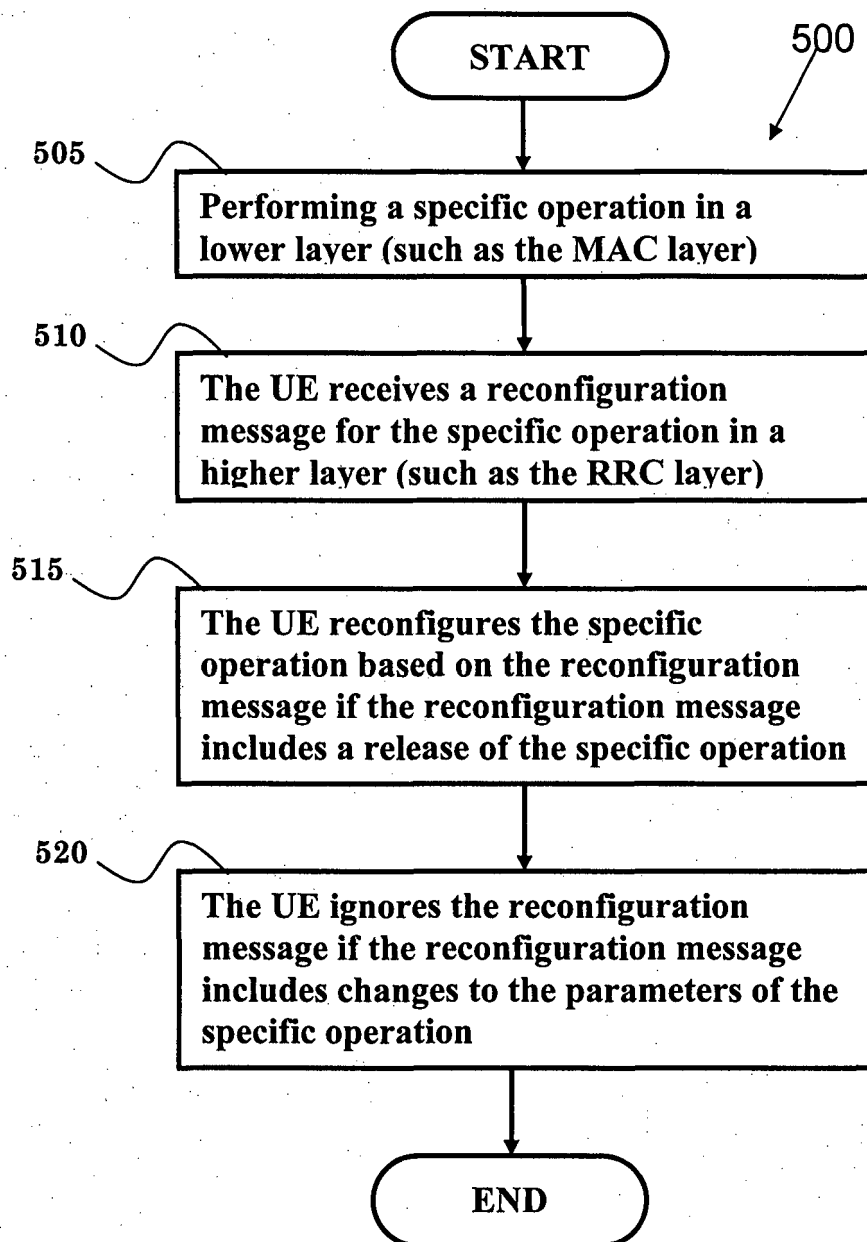 START
500
505
Performing a specific operation in a
lower layer (such as the MAC layer)
510
The UE receives a reconfiguration
message for the specific operation in a
higher layer (such as the RRC layer)
515
The UE reconfigures the specific
operation based on the reconfiguration
message if the reconfiguration message
includes a release of the specific operation
520
The UE ignores the reconfiguration
message if the reconfiguration message
includes changes to the parameters of the
specific operation
END